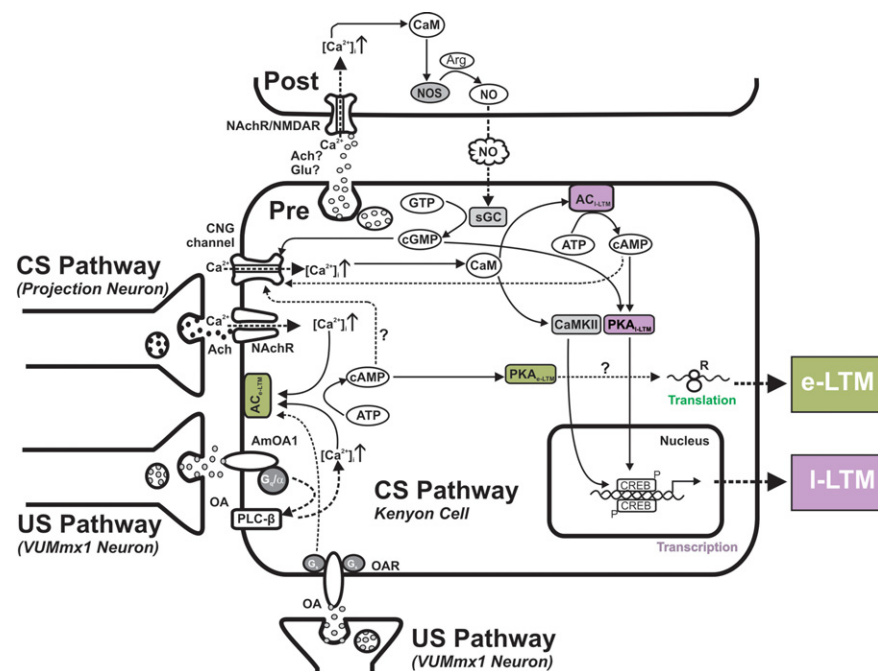 CaM
[Ca²⁺]ᵢ↑
Arg
Post
NOS
NO
NAchR/NMDAR
Ca²⁺
Ach?
Glu?
NO
Pre
GTP
sGC
AC l-LTM
CNG
channel
cGMP
ATP
cAMP
CS Pathway
(Projection Neuron)
Ca²⁺
[Ca²⁺]ᵢ↑
CaM
Ca²⁺
[Ca²⁺]ᵢ↑
CaMKII
PKA l-LTM
Ach
NAchR
?
AC e-LTM
cAMP
PKA e-LTM
?
R
e-LTM
ATP
Translation
AmOA1
[Ca²⁺]ᵢ↑
Nucleus
Gq/α
CS Pathway
Kenyon Cell
P
CREB
l-LTM
OA
PLC-β
CREB
P
US Pathway
(VUMmx1 Neuron)
Transcription
OAR
OA
US Pathway
(VUMmx1 Neuron)